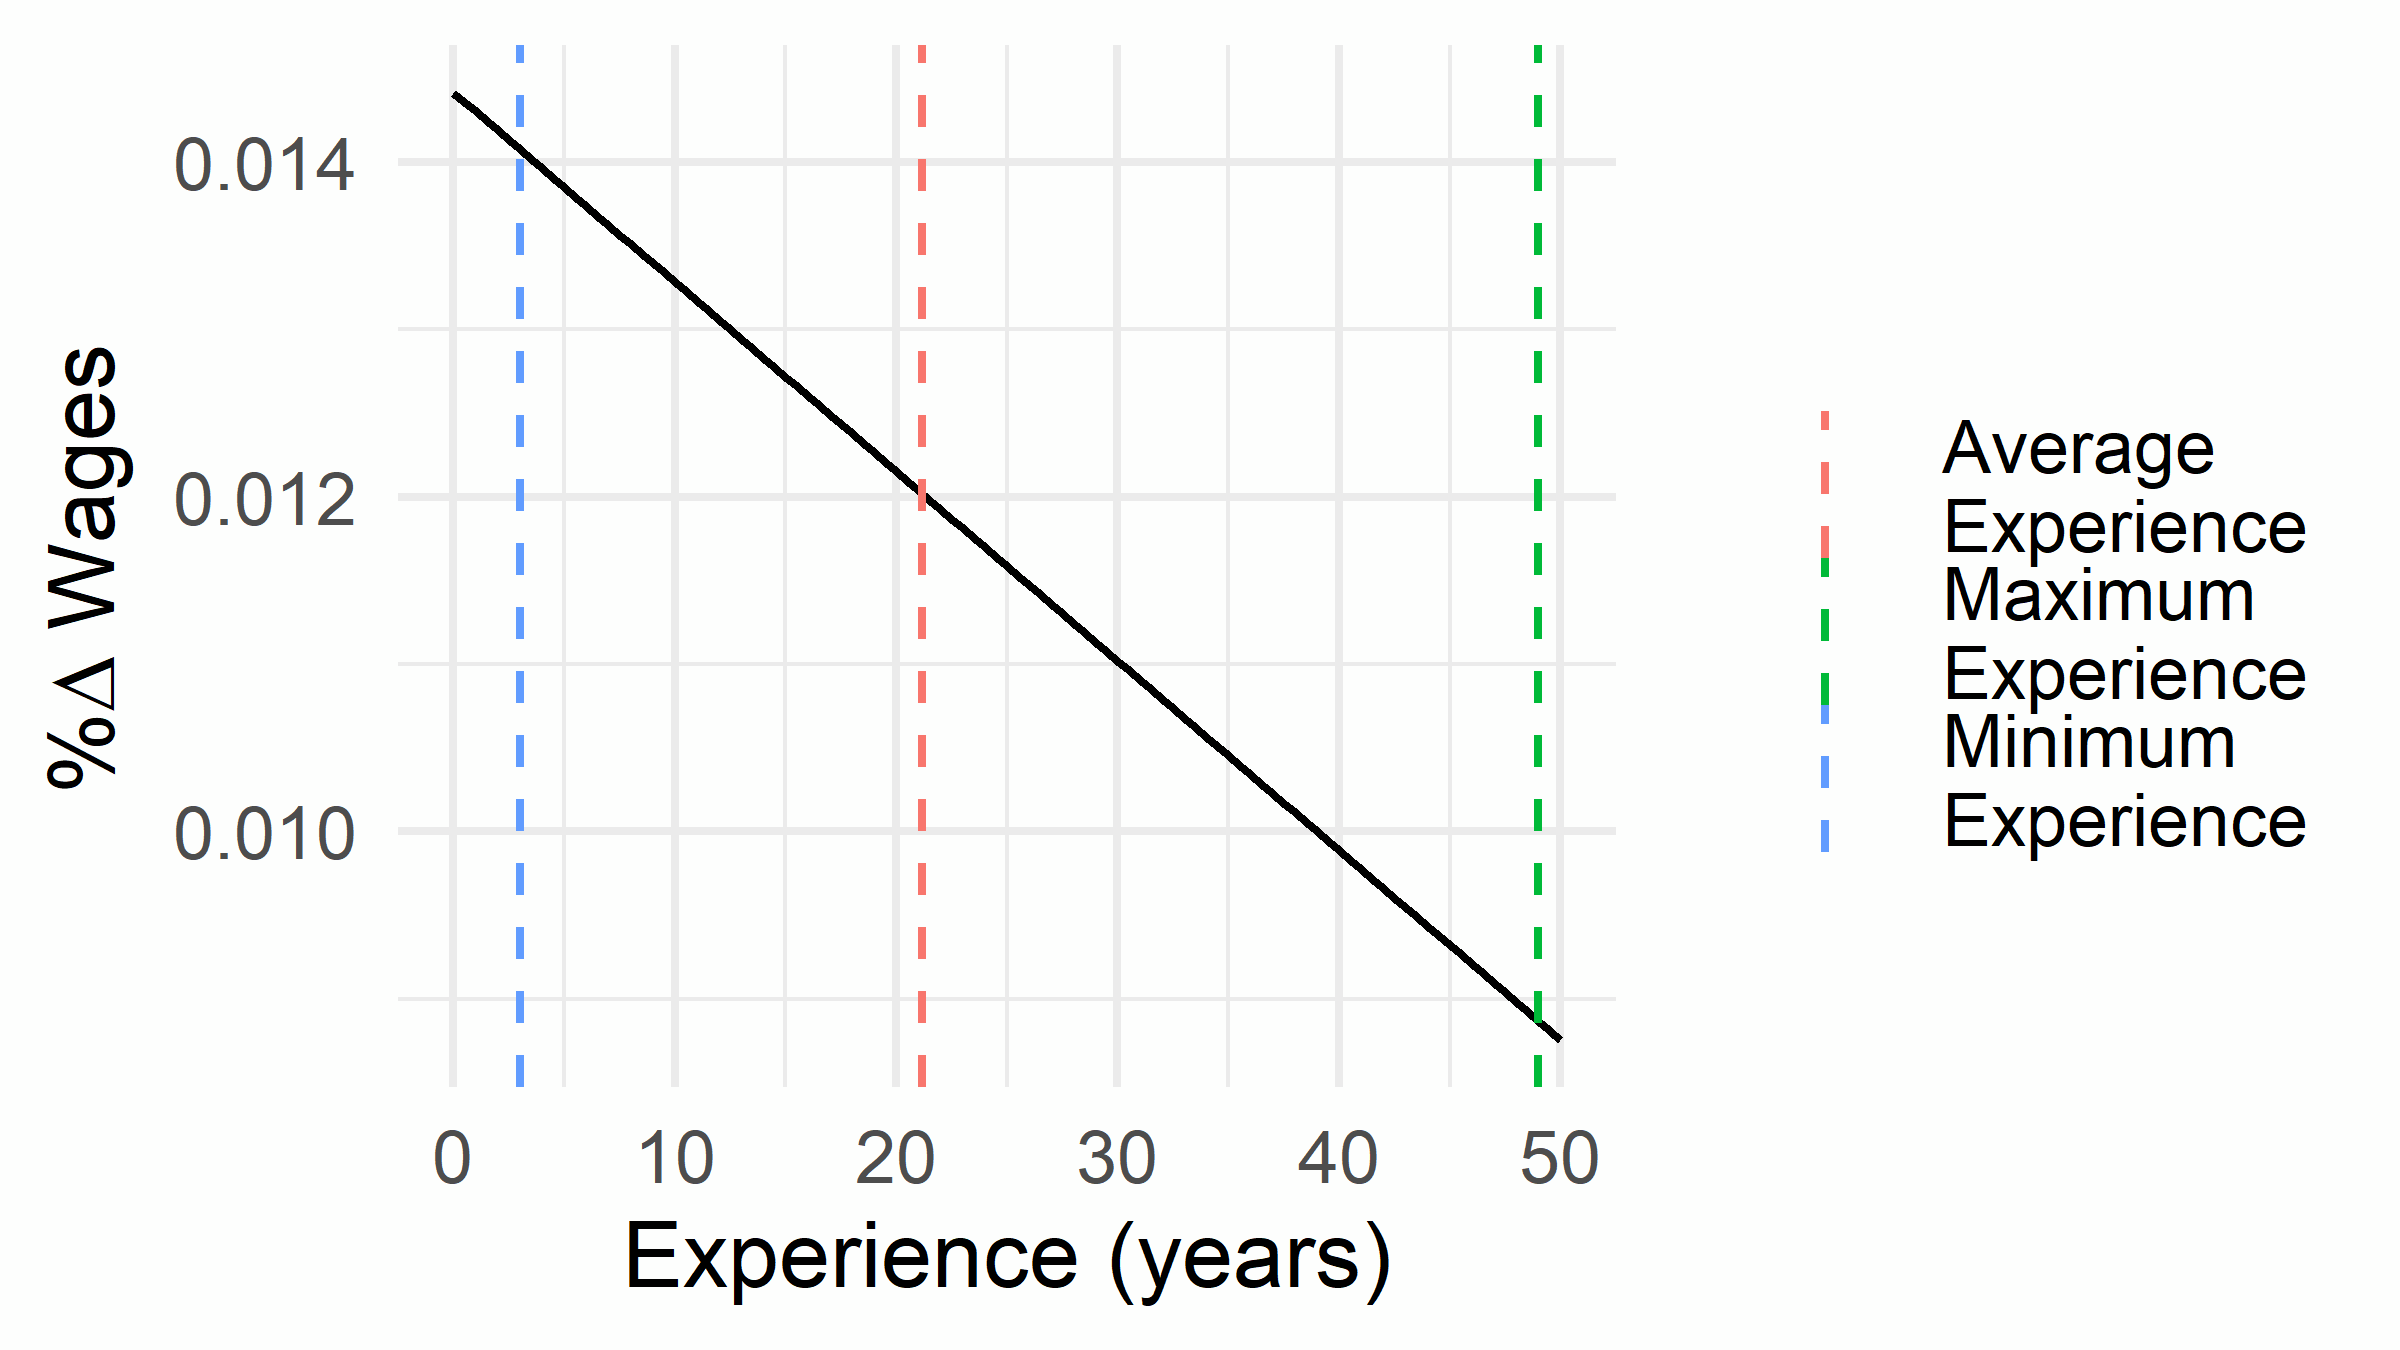 %Δ Wages
0.014
0.012
0.010
0 10 20 30 40 50
Experience (years)
Average
Experience
Maximum
Experience
Minimum
Experience